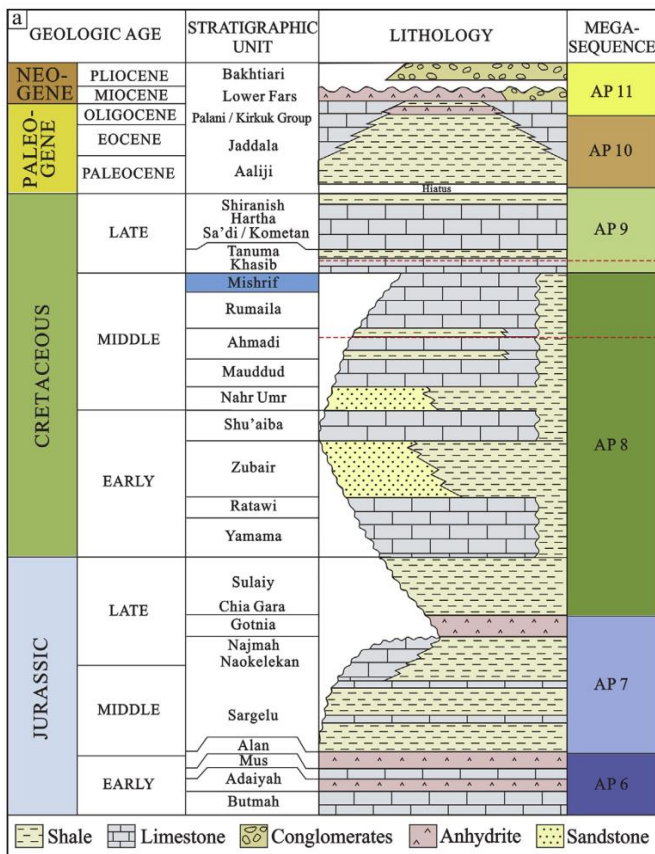 a
GEOLOGIC AGE
STRATIGRAPHIC
UNIT
LITHOLOGY
MEGA-
SEQUENCE
NEO-
GENE
PLIOCENE
MIOCENE
PALEO-
GENE
OLIGOCENE
EOCENE
PALEOCENE
CRETACEOUS
LATE
MIDDLE
EARLY
JURASSIC
LATE
MIDDLE
EARLY
Bakhtiari
Lower Fars
Palani / Kirkuk Group
Jaddala
Aaliji
Shiranish
Hartha
Sa'di / Kometan
Tanuma
Khasib
Mishrif
Rumaila
Ahmadi
Mauddud
Nahr Umr
Shu'aiba
Zubair
Ratawi
Yamama
Sulaiy
Chia Gara
Gotnia
Najmah
Naokelekan
Sargelu
Alan
Mus
Adaiyah
Butmah
Hiatus
AP 11
AP 10
AP 9
AP 8
AP 7
AP 6
Shale
Limestone
Conglomerates
Anhydrite
Sandstone